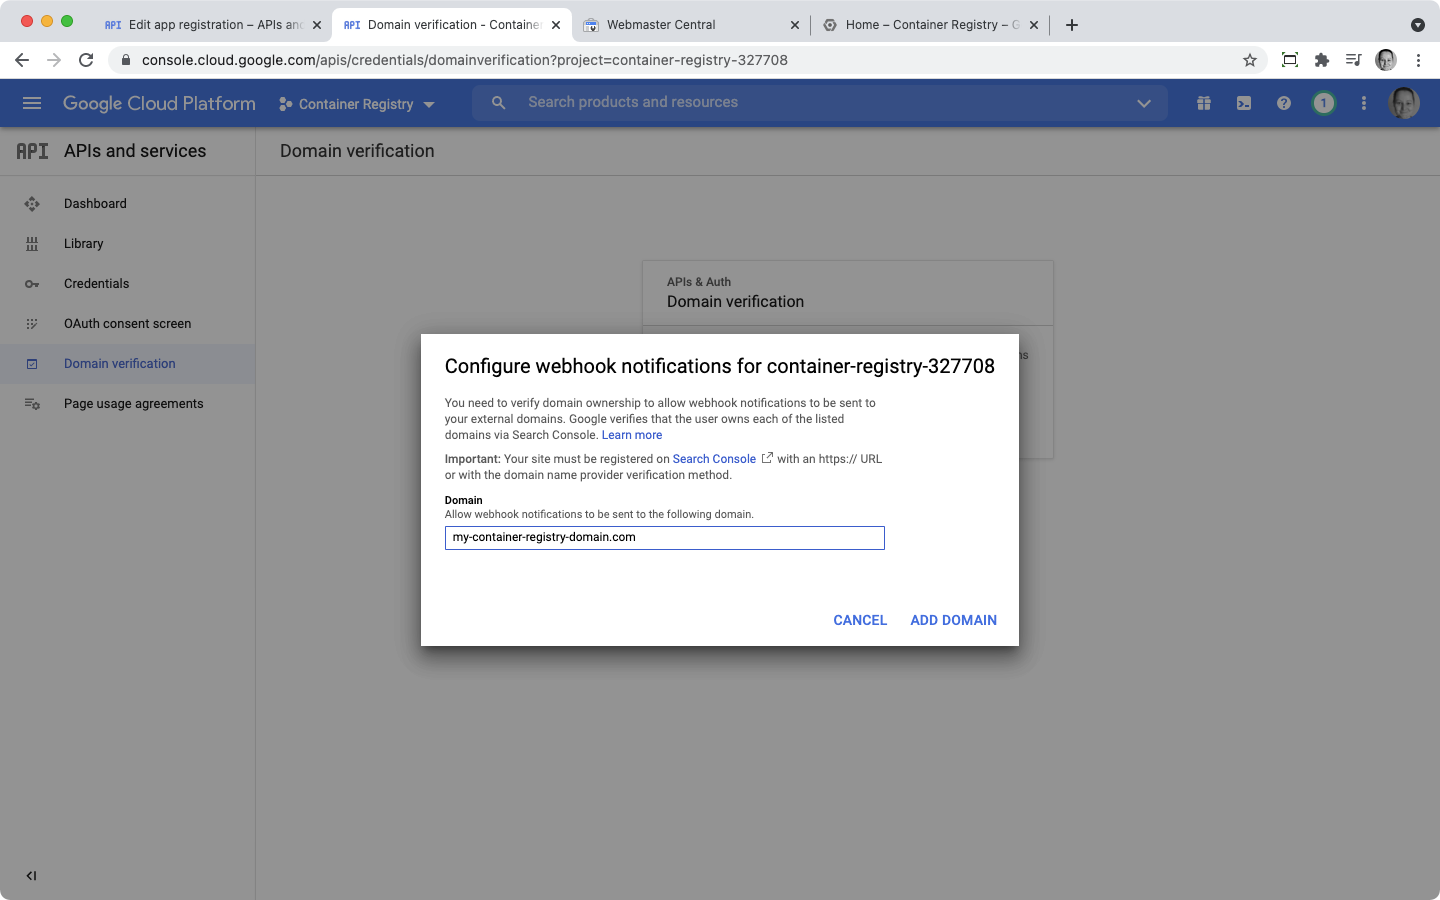 API Edit app registration – APIs and
API Domain verification - Container
Webmaster Central
Home – Container Registry – G
console.cloud.google.com/apis/credentials/domainverification?project=container-registry-327708
Google Cloud Platform
Container Registry
Search products and resources
1
API APIs and services
Domain verification
Dashboard
Library
Credentials
OAuth consent screen
Domain verification
Page usage agreements
APIs & Auth
Domain verification
ns
Configure webhook notifications for container-registry-327708
You need to verify domain ownership to allow webhook notifications to be sent to
your external domains. Google verifies that the user owns each of the listed
domains via Search Console. Learn more
Important: Your site must be registered on Search Console with an https:// URL
or with the domain name provider verification method.
Domain
Allow webhook notifications to be sent to the following domain.
my-container-registry-domain.com
CANCEL ADD DOMAIN